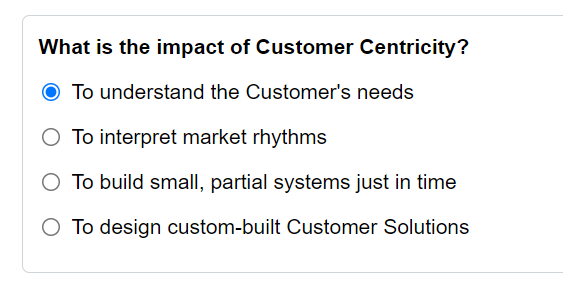 What is the impact of Customer Centricity?
To understand the Customer's needs
To interpret market rhythms
To build small, partial systems just in time
To design custom-built Customer Solutions